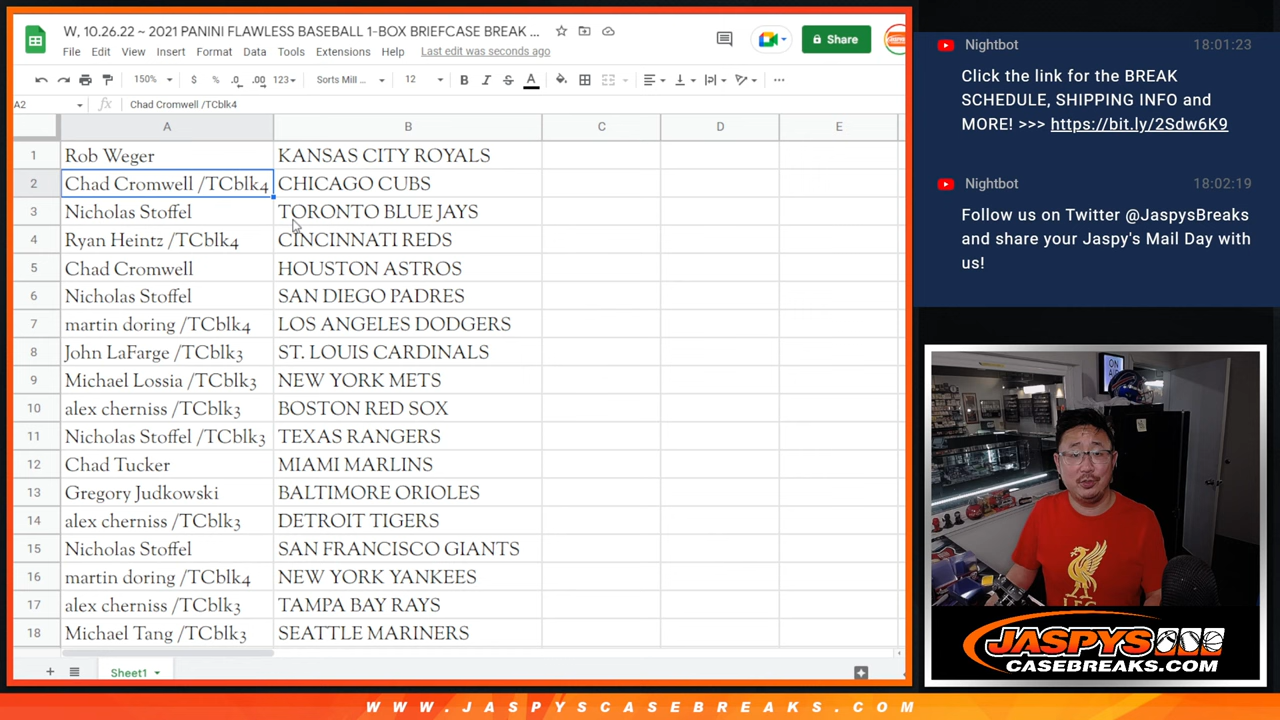 W, 10.26.22 ~ 2021 PANINI FLAWLESS BASEBALL 1-BOX BRIEFCASE BREAK ...
File Edit View Insert Format Data Tools Extensions Help Last edit was seconds ago
Share
150% $ % .0 .00 123 Sorts Mill ... 12 B I S A
A2 fx Chad Cromwell /TCblk4
A B C D E
1 Rob Weger KANSAS CITY ROYALS
2 Chad Cromwell /TCblk4 CHICAGO CUBS
3 Nicholas Stoffel TORONTO BLUE JAYS
4 Ryan Heintz /TCblk4 CINCINNATI REDS
5 Chad Cromwell HOUSTON ASTROS
6 Nicholas Stoffel SAN DIEGO PADRES
7 martin doring /TCblk4 LOS ANGELES DODGERS
8 John LaFarge /TCblk3 ST. LOUIS CARDINALS
9 Michael Lossia /TCblk3 NEW YORK METS
10 alex cherniss /TCblk3 BOSTON RED SOX
11 Nicholas Stoffel /TCblk3 TEXAS RANGERS
12 Chad Tucker MIAMI MARLINS
13 Gregory Judkowski BALTIMORE ORIOLES
14 alex cherniss /TCblk3 DETROIT TIGERS
15 Nicholas Stoffel SAN FRANCISCO GIANTS
16 martin doring /TCblk4 NEW YORK YANKEES
17 alex cherniss /TCblk3 TAMPA BAY RAYS
18 Michael Tang /TCblk3 SEATTLE MARINERS
Sheet1
Nightbot 18:01:23
Click the link for the BREAK
SCHEDULE, SHIPPING INFO and
MORE! >>> https://bit.ly/2Sdw6K9
Nightbot 18:02:19
Follow us on Twitter @JaspysBreaks
and share your Jaspy's Mail Day with
us!
ON
LFC
JASPYS
CASEBREAKS.COM
WWW.JASPYSCASEBREAKS.COM